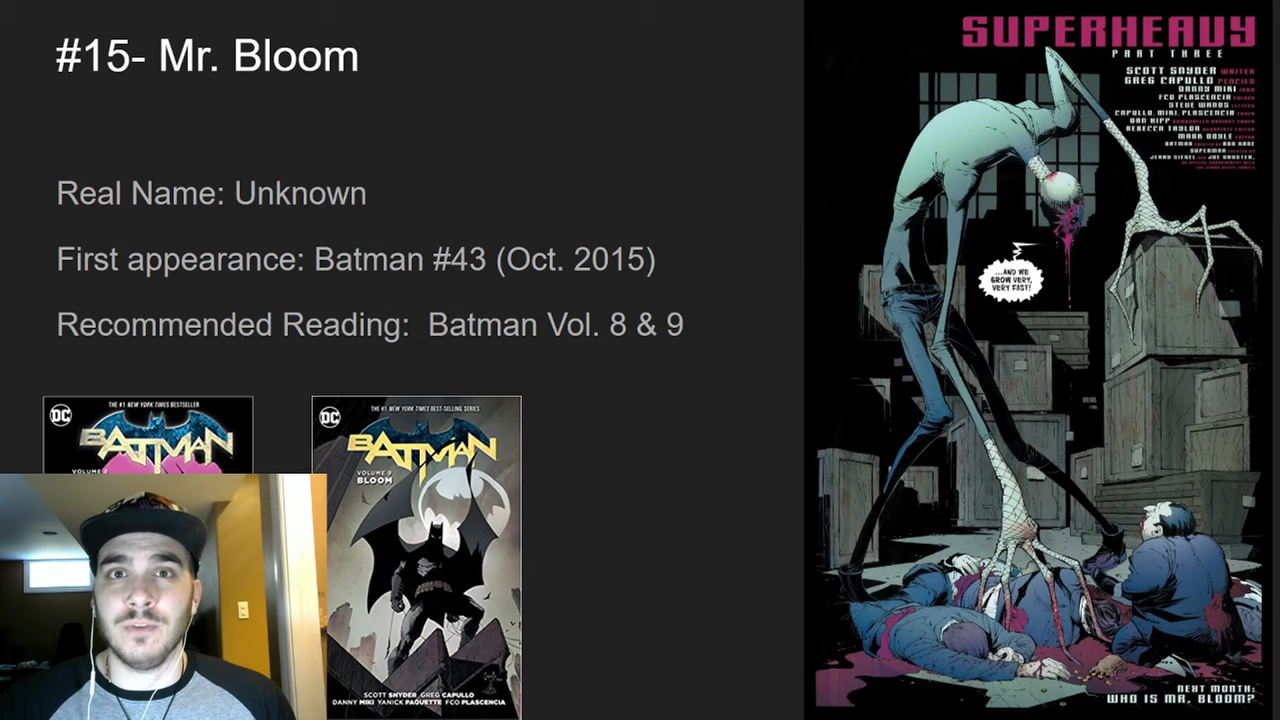 #15- Mr. Bloom
Real Name: Unknown
First appearance: Batman #43 (Oct. 2015)
Recommended Reading: Batman Vol. 8 & 9
DC
THE #1 NEW YORK TIMES BESTSELLER
BATMAN
DC
THE #1 NEW YORK TIMES BEST-SELLING SERIES
BATMAN
VOLUME 9
BLOOM
SCOTT SNYDER GREG CAPULLO
DANNY MIKI YANICK PAQUETTE FCO PLASCENCIA
SUPERHEAVY
PART THREE
SCOTT SNYDER WRITER
GREG CAPULLO PENCILS
DANNY MIKI INKS
FCO PLASCENCIA COLORS
STEVE WANDS LETTERS
CAPULLO, MIKI, PLASCENCIA COVER
REBECCA TAYLOR ASSOCIATE EDITOR
MARK DOYLE EDITOR
...AND WE
GROW VERY,
VERY FAST!
NEXT MONTH:
WHO IS MR. BLOOM?